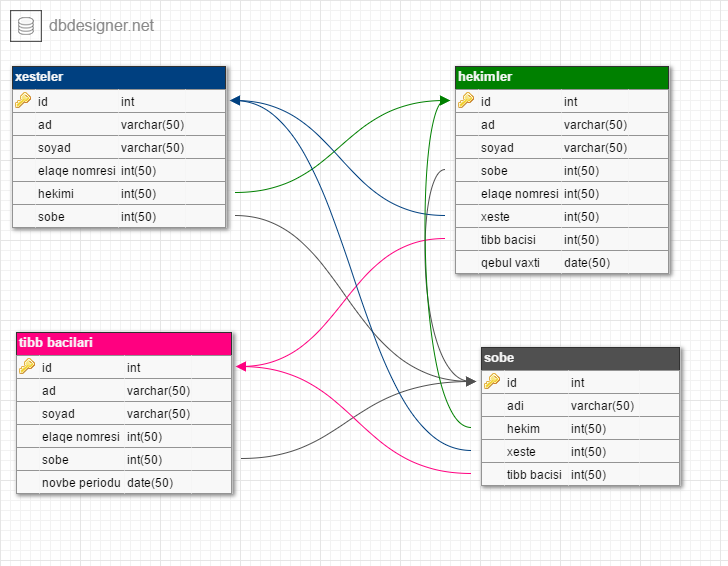 dbdesigner.net
xesteler
id int
ad varchar(50)
soyad varchar(50)
elaqe nomresi int(50)
hekimi int(50)
sobe int(50)
hekimler
id int
ad varchar(50)
soyad varchar(50)
sobe int(50)
elaqe nomresi int(50)
xeste int(50)
tibb bacisi int(50)
qebul vaxti date(50)
tibb bacilari
id int
ad varchar(50)
soyad varchar(50)
elaqe nomresi int(50)
sobe int(50)
novbe periodu date(50)
sobe
id int
adi varchar(50)
hekim int(50)
xeste int(50)
tibb bacisi int(50)